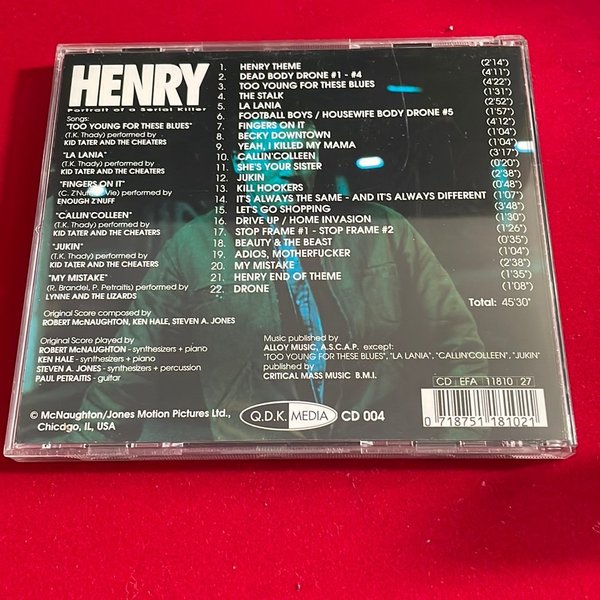 HENRY
Portrait of a Serial Killer
Songs:
"TOO YOUNG FOR THESE BLUES"
(T.K. Thady) performed by
KID TATER AND THE CHEATERS
"LA LANIA"
(T.K. Thady) performed by
KID TATER AND THE CHEATERS
"FINGERS ON IT"
(C. Z'Nuff/D. Vie) performed by
ENOUGH Z'NUFF
"CALLIN'COLLEEN"
(T.K. Thady) performed by
KID TATER AND THE CHEATERS
"JUKIN"
(T.K. Thady) performed by
KID TATER AND THE CHEATERS
"MY MISTAKE"
(R. Brandel, P. Petraitis) performed by
LYNNE AND THE LIZARDS
Original Score composed by
ROBERT McNAUGHTON, KEN HALE, STEVEN A. JONES
Original Score played by
ROBERT McNAUGHTON - synthesizers + piano
KEN HALE - synthesizers + piano
STEVEN A. JONES - synthesizers + percussion
PAUL PETRAITIS - guitar
© McNaughton/Jones Motion Pictures Ltd.,
Chicago, IL, USA
1. HENRY THEME (2'14")
2. DEAD BODY DRONE #1 - #4 (4'11")
3. TOO YOUNG FOR THESE BLUES (4'22")
4. THE STALK (1'31")
5. LA LANIA (2'52")
6. FOOTBALL BOYS / HOUSEWIFE BODY DRONE #5 (1'57")
7. FINGERS ON IT (4'12")
8. BECKY DOWNTOWN (1'04")
9. YEAH, I KILLED MY MAMA (1'04")
10. CALLIN'COLLEEN (3'17")
11. SHE'S YOUR SISTER (0'20")
12. JUKIN (2'38")
13. KILL HOOKERS (0'48")
14. IT'S ALWAYS THE SAME - AND IT'S ALWAYS DIFFERENT (1'07")
15. LET'S GO SHOPPING (3'48")
16. DRIVE UP / HOME INVASION (1'30")
17. STOP FRAME #1 - STOP FRAME #2 (1'26")
18. BEAUTY & THE BEAST (0'35")
19. ADIOS, MOTHERFUCKER (1'04")
20. MY MISTAKE (2'38")
21. HENRY END OF THEME (1'35")
22. DRONE (1'08")
Total: 45'30"
Music published by
ALLOY MUSIC, A.S.C.A.P. except:
"TOO YOUNG FOR THESE BLUES", "LA LANIA", "CALLIN'COLLEEN", "JUKIN"
published by
CRITICAL MASS MUSIC B.M.I.
Q.D.K. MEDIA CD 004
CD EFA 11810 27
0 718751 181021